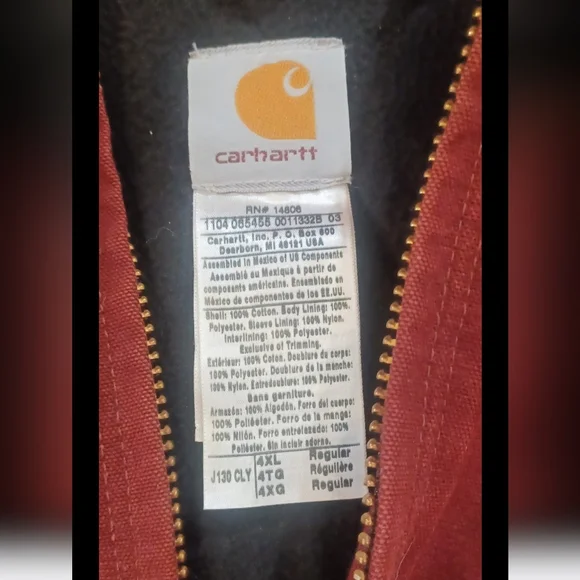 carhartt
RN# 14806
1104 065455 0011332B 03
Carhartt, Inc. P. O. Box 600
Dearborn, MI 48121 USA
Assembled in Mexico of US Components
Assemblé au Mexique à partir de
composants américains. Ensamblado en
México de componentes de los EE.UU.
Shell: 100% Cotton. Body Lining: 100%
Polyester. Sleeve Lining: 100% Nylon.
Interlining: 100% Polyester.
Exclusive of Trimming.
Extérieur: 100% Coton. Doublure du corps:
100% Polyester. Doublure de la manche:
100% Nylon. Entredoublure: 100% Polyester.
Sans garniture.
Armazón: 100% Algodón. Forro del cuerpo:
100% Poliéster. Forro de la manga:
100% Nilón. Forro entrelazado: 100%
Poliéster. Sin incluir adornos.
J130 CLY 4XL Regular
4TG Régulière
4XG Regular